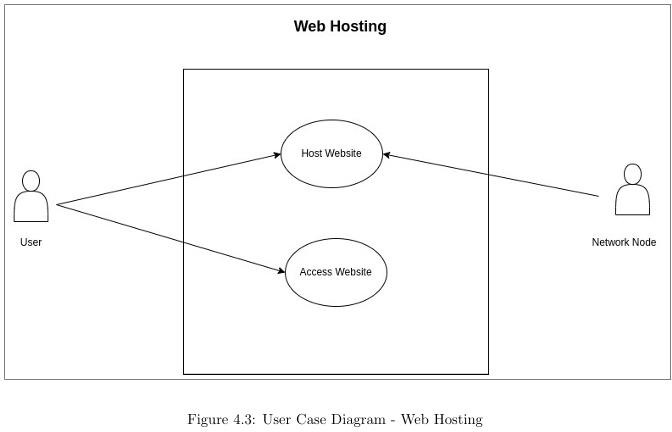 Web Hosting
Host Website
User
Network Node
Access Website
Figure 4.3: User Case Diagram - Web Hosting